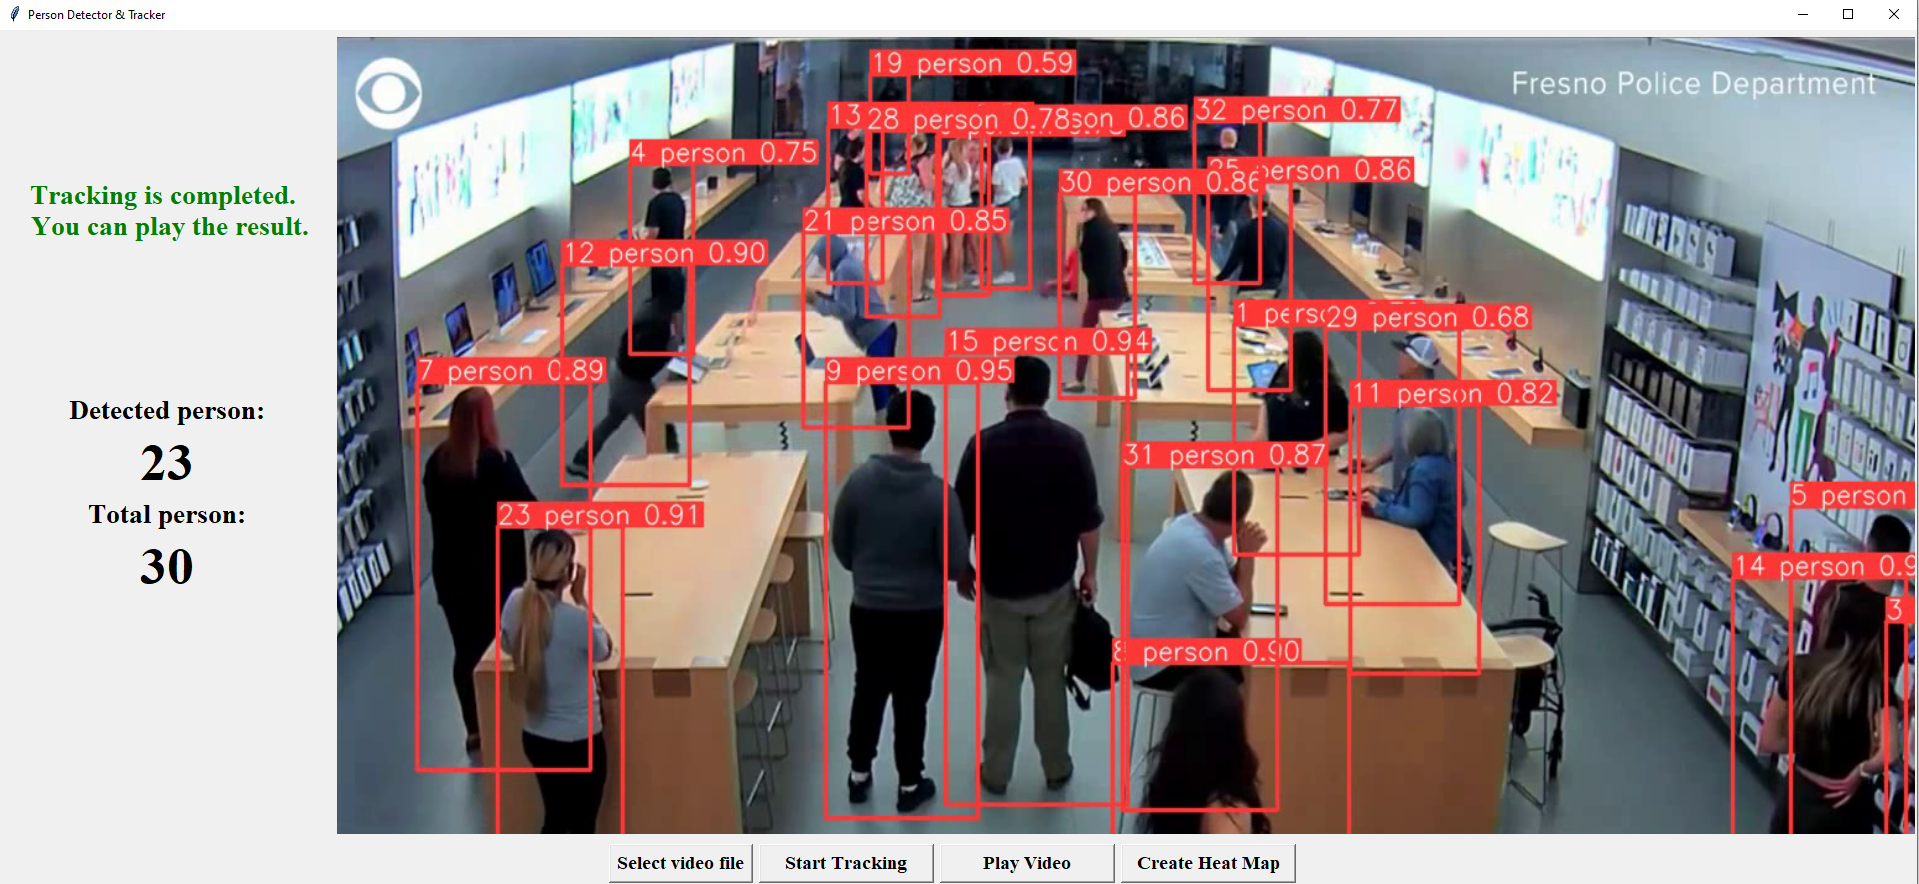 Person Detector & Tracker
Tracking is completed.
You can play the result.
Detected person:
23
Total person:
30
Fresno Police Department
19 person 0.59
13
28 person 0.78
son 0.86
32 person 0.77
4 person 0.75
person 0.86
30 person 0.86
21 person 0.85
12 person 0.90
1 pers
29 person 0.68
15 person 0.94
7 person 0.89
9 person 0.95
11 person 0.82
31 person 0.87
5 person
23 person 0.91
14 person 0.9
3
8 person 0.90
Select video file
Start Tracking
Play Video
Create Heat Map